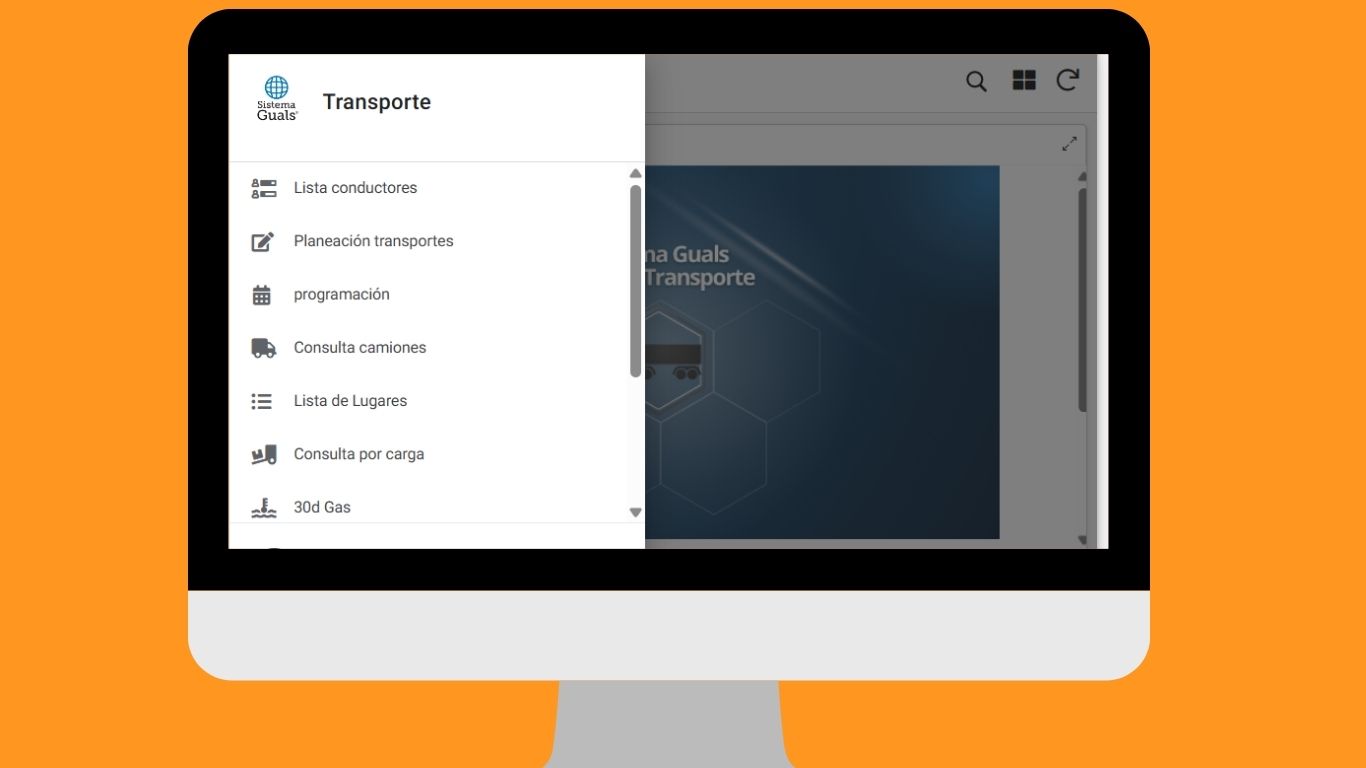 Sistema
Guals®
Transporte
Lista conductores
Planeación transportes
programación
Consulta camiones
Lista de Lugares
Consulta por carga
30d Gas
na Guals
Transporte